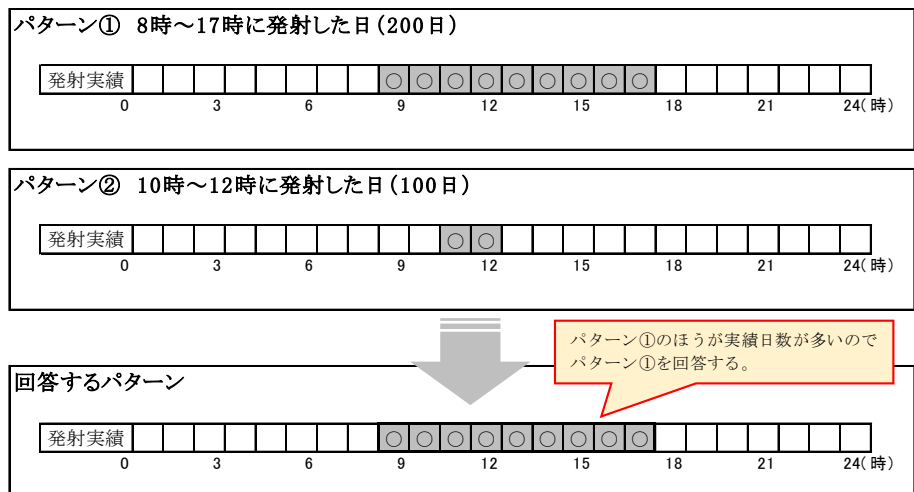 パターン① 8時～17時に発射した日(200日)
発射実績 ○ ○ ○ ○ ○ ○ ○ ○ ○
0 3 6 9 12 15 18 21 24(時)
パターン② 10時～12時に発射した日(100日)
発射実績 ○ ○
0 3 6 9 12 15 18 21 24(時)
パターン①のほうが実績日数が多いので
パターン①を回答する。
回答するパターン
発射実績 ○ ○ ○ ○ ○ ○ ○ ○ ○
0 3 6 9 12 15 18 21 24(時)